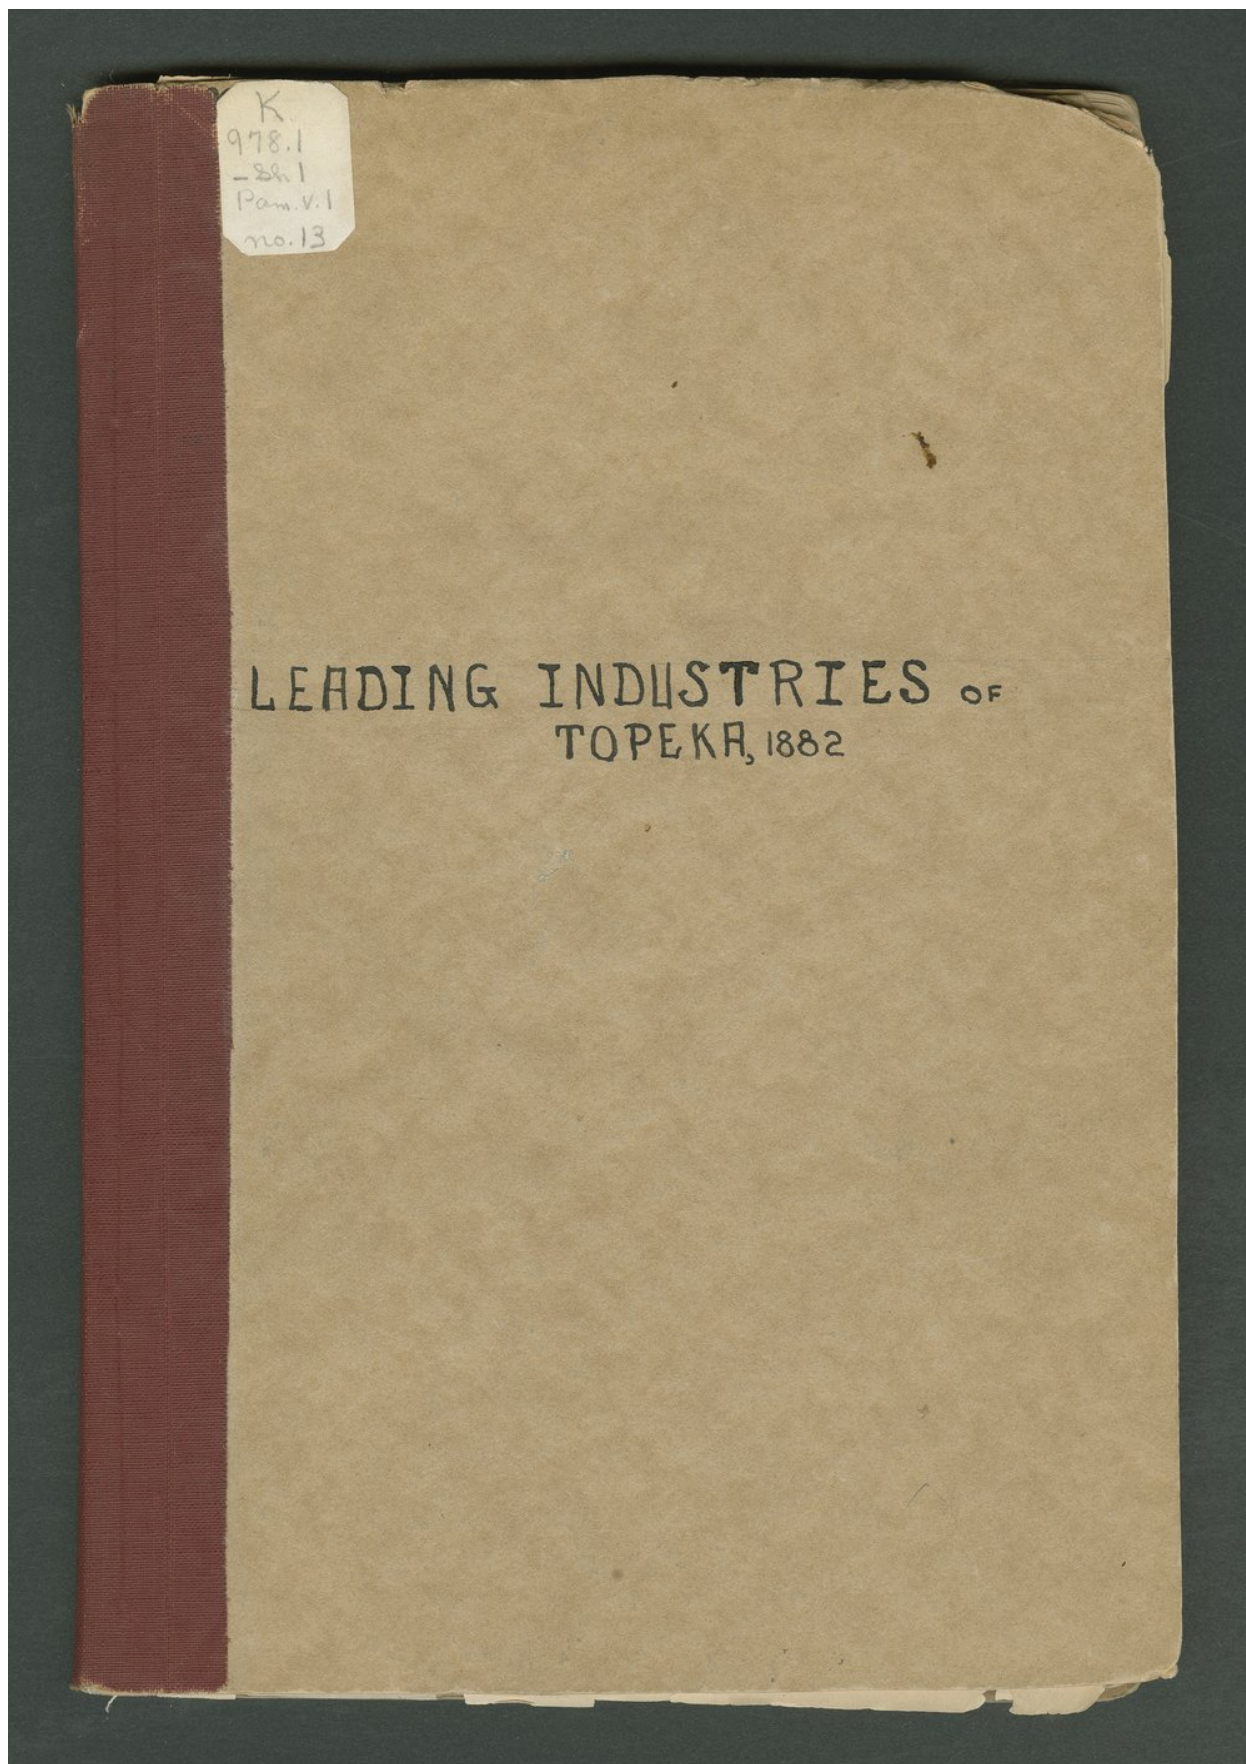 K
978.1
-Sh1
Pam.v.1
no.13
LEADING INDUSTRIES OF
TOPEKA, 1882